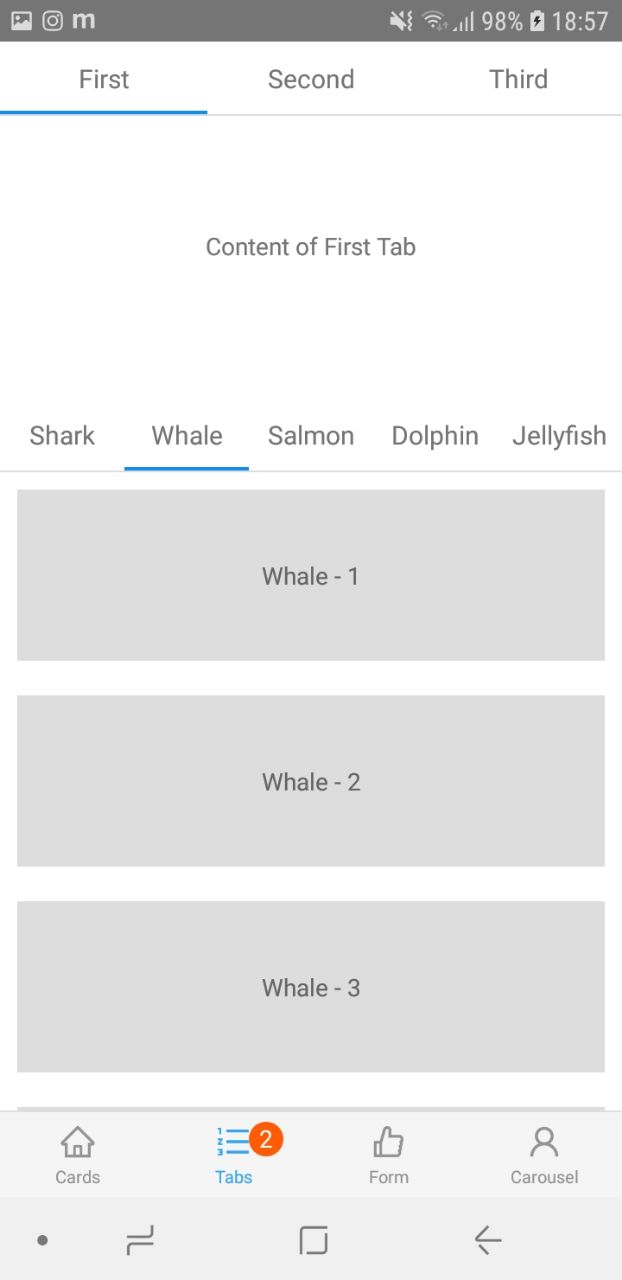 m 98% 18:57
First Second Third
Content of First Tab
Shark Whale Salmon Dolphin Jellyfish
Whale - 1
Whale - 2
Whale - 3
2
Cards Tabs Form Carousel